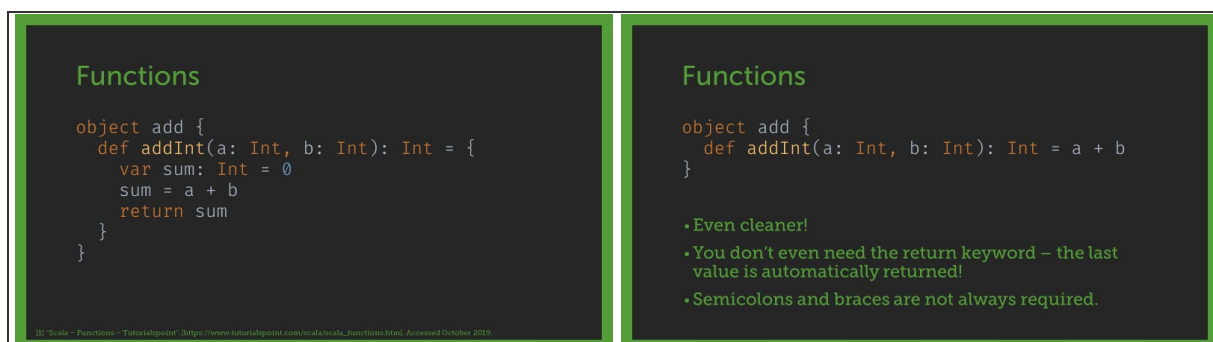 Functions
object add {
  def addInt(a: Int, b: Int): Int = {
    var sum: Int = 0
    sum = a + b
    return sum
  }
}
[1] "Scala – Functions – Tutorialspoint". [https://www.tutorialspoint.com/scala/scala_functions.htm]. Accessed October 2019.
Functions
object add {
  def addInt(a: Int, b: Int): Int = a + b
}
• Even cleaner!
• You don't even need the return keyword – the last
value is automatically returned!
• Semicolons and braces are not always required.